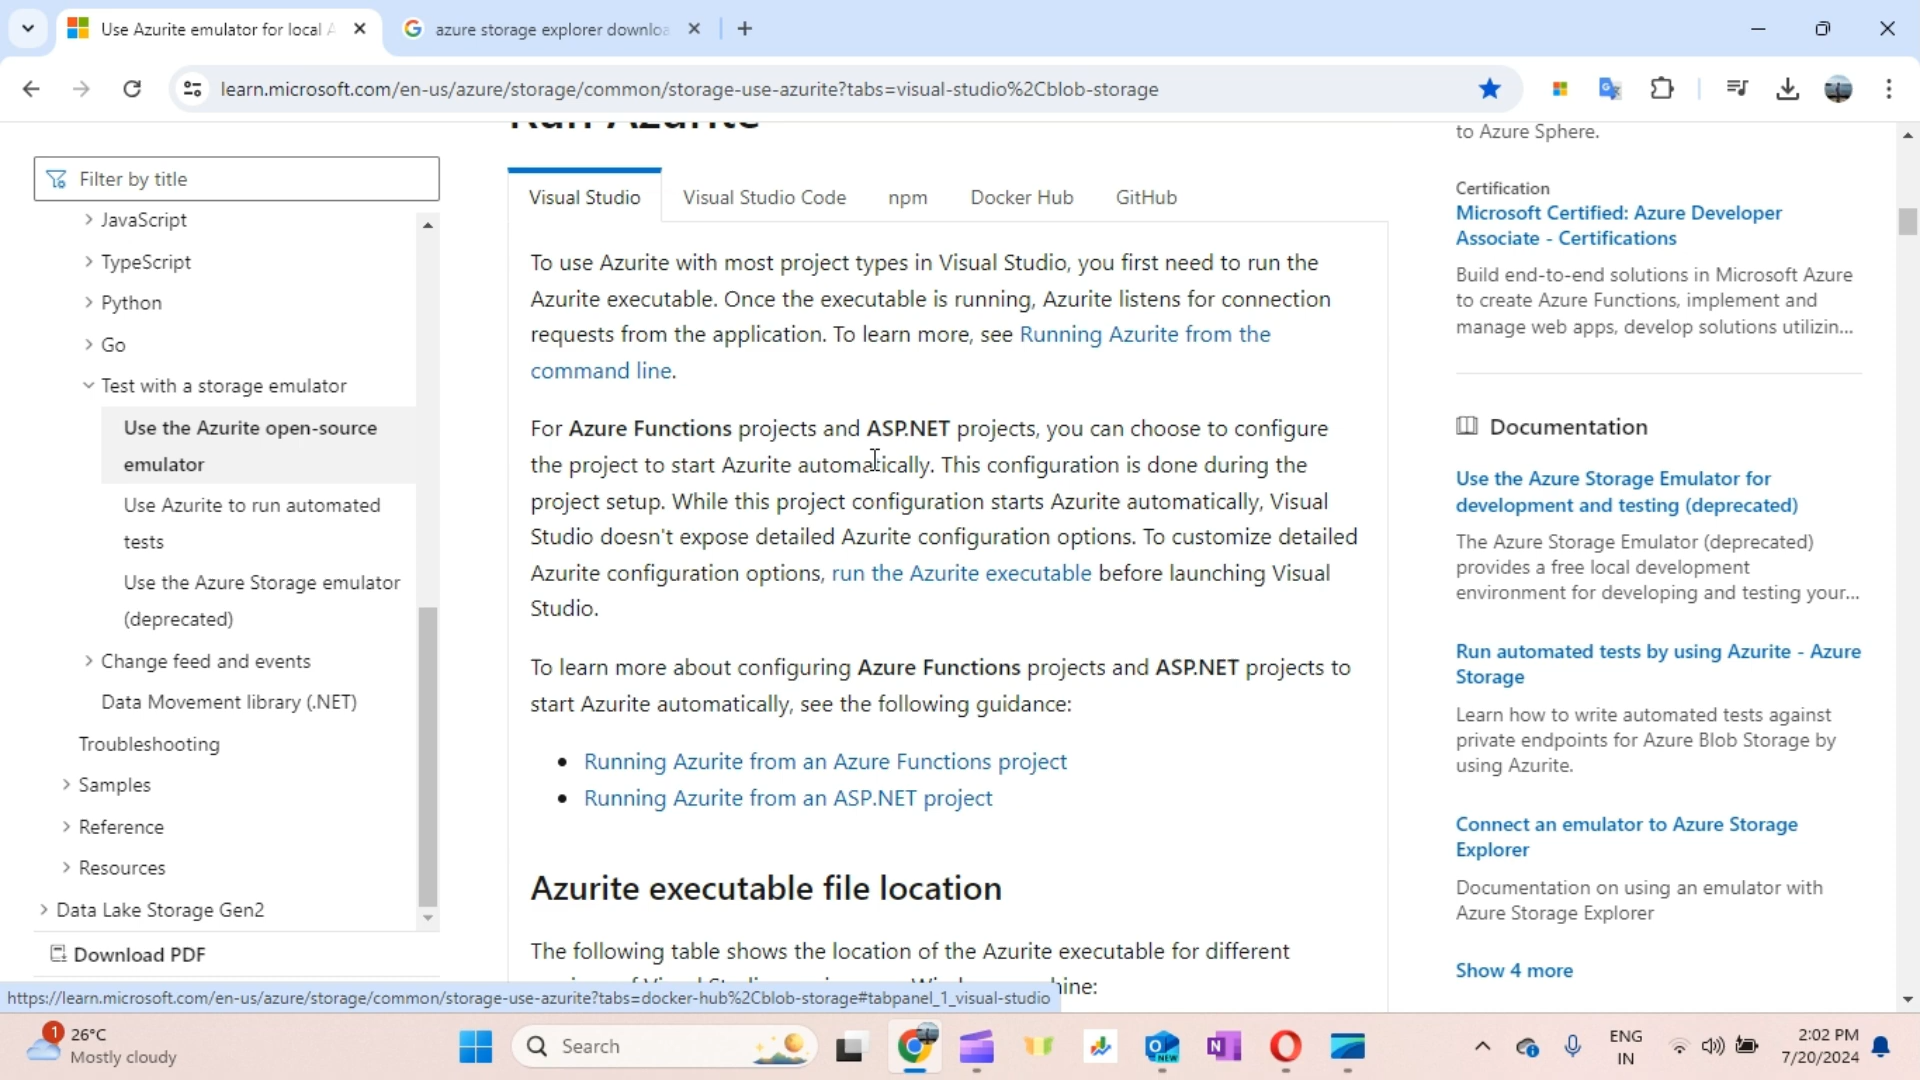 Use Azurite emulator for local A
azure storage explorer downloa
learn.microsoft.com/en-us/azure/storage/common/storage-use-azurite?tabs=visual-studio%2Cblob-storage
Filter by title
JavaScript
TypeScript
Python
Go
Test with a storage emulator
Use the Azurite open-source
emulator
Use Azurite to run automated
tests
Use the Azure Storage emulator
(deprecated)
Change feed and events
Data Movement library (.NET)
Troubleshooting
Samples
Reference
Resources
Data Lake Storage Gen2
Download PDF
Run Azurite
Visual Studio
Visual Studio Code
npm
Docker Hub
GitHub
To use Azurite with most project types in Visual Studio, you first need to run the
Azurite executable. Once the executable is running, Azurite listens for connection
requests from the application. To learn more, see Running Azurite from the
command line.
For Azure Functions projects and ASP.NET projects, you can choose to configure
the project to start Azurite automatically. This configuration is done during the
project setup. While this project configuration starts Azurite automatically, Visual
Studio doesn't expose detailed Azurite configuration options. To customize detailed
Azurite configuration options, run the Azurite executable before launching Visual
Studio.
To learn more about configuring Azure Functions projects and ASP.NET projects to
start Azurite automatically, see the following guidance:
Running Azurite from an Azure Functions project
Running Azurite from an ASP.NET project
Azurite executable file location
The following table shows the location of the Azurite executable for different
to Azure Sphere.
Certification
Microsoft Certified: Azure Developer
Associate - Certifications
Build end-to-end solutions in Microsoft Azure
to create Azure Functions, implement and
manage web apps, develop solutions utilizin...
Documentation
Use the Azure Storage Emulator for
development and testing (deprecated)
The Azure Storage Emulator (deprecated)
provides a free local development
environment for developing and testing your...
Run automated tests by using Azurite - Azure
Storage
Learn how to write automated tests against
private endpoints for Azure Blob Storage by
using Azurite.
Connect an emulator to Azure Storage
Explorer
Documentation on using an emulator with
Azure Storage Explorer
Show 4 more
https://learn.microsoft.com/en-us/azure/storage/common/storage-use-azurite?tabs=docker-hub%2Cblob-storage#tabpanel_1_visual-studio
1
26°C
Mostly cloudy
Search
NEW
ENG
IN
2:02 PM
7/20/2024